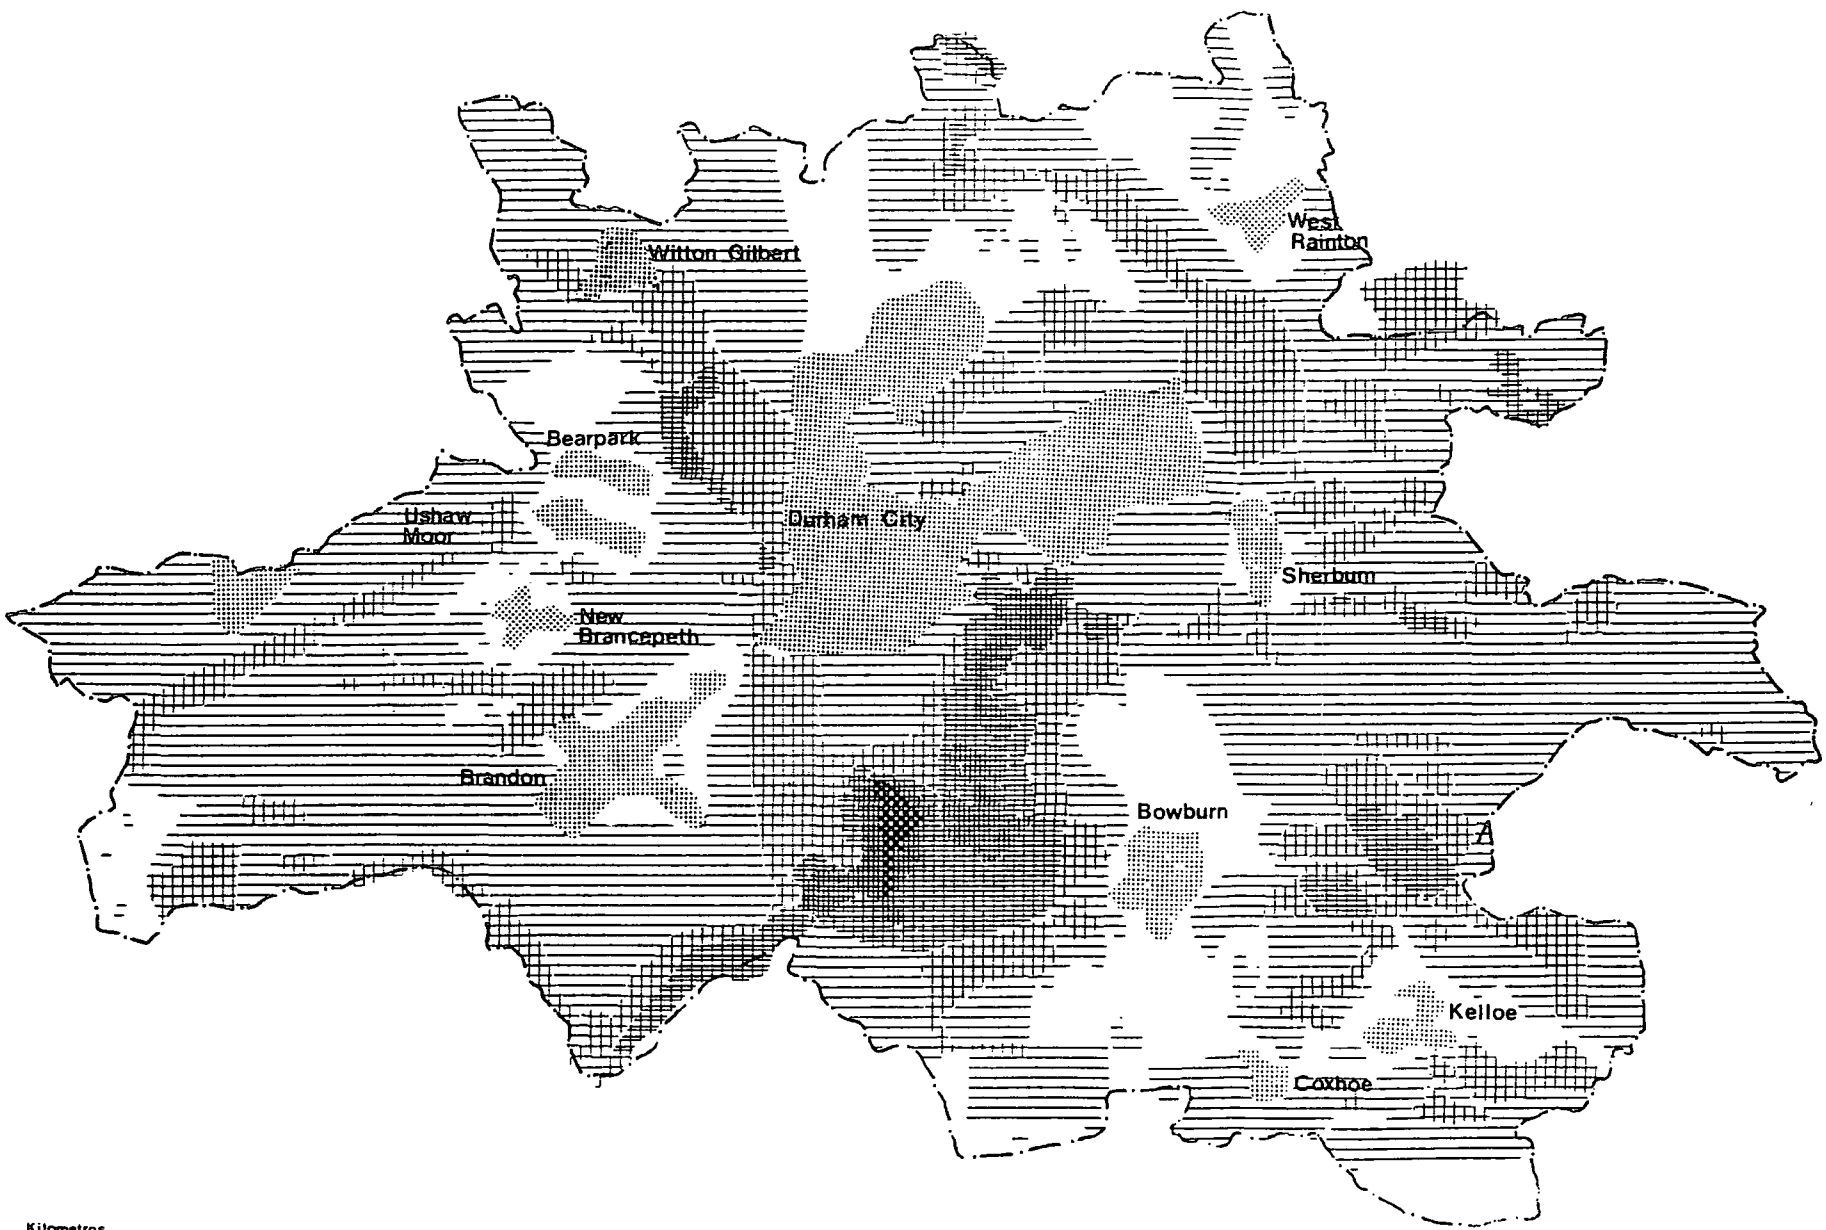 West
Rainton
Witton Gilbert
Bearpark
Ushaw
Moor
Durham City
Sherburn
New
Brancepeth
Brandon
Bowburn
A
Kelloe
Coxhoe
Kilometres